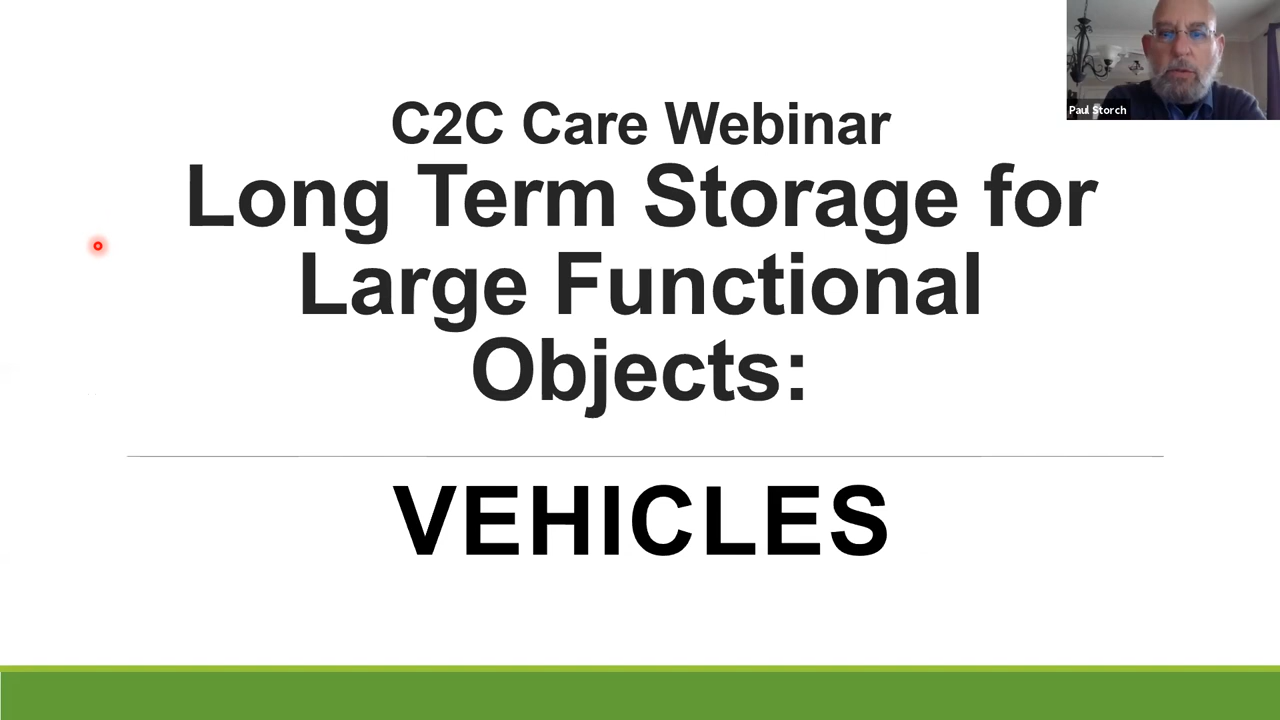 C2C Care Webinar
Long Term Storage for
Large Functional
Objects:
VEHICLES
Paul Storch